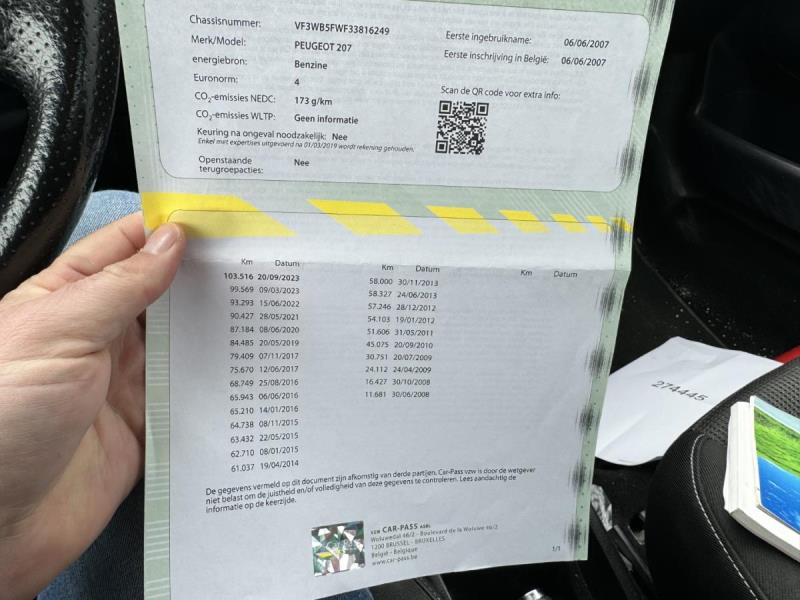 Chassisnummer: VF3WB5FWF33816249
Merk/Model: PEUGEOT 207
energiebron: Benzine
Euronorm: 4
CO₂-emissies NEDC: 173 g/km
CO₂-emissies WLTP: Geen informatie
Keuring na ongeval noodzakelijk: Nee
Enkel met expertises uitgevoerd na 01/03/2019 wordt rekening gehouden.
Openstaande
terugroepacties: Nee
Eerste ingebruikname: 06/06/2007
Eerste inschrijving in België: 06/06/2007
Scan de QR code voor extra info:
Km Datum
103.516 20/09/2023
99.569 09/03/2023
93.293 15/06/2022
90.427 28/05/2021
87.184 08/06/2020
84.485 20/05/2019
79.409 07/11/2017
75.670 12/06/2017
68.749 25/08/2016
65.943 06/06/2016
65.210 14/01/2016
64.738 08/11/2015
63.432 22/05/2015
62.710 08/01/2015
61.037 19/04/2014
Km Datum
58.000 30/11/2013
58.327 24/06/2013
57.246 28/12/2012
54.103 19/01/2012
51.606 31/05/2011
45.075 20/09/2010
30.751 20/07/2009
24.112 24/04/2009
16.427 30/10/2008
11.681 30/06/2008
Km Datum
De gegevens vermeld op dit document zijn afkomstig van derde partijen. Car-Pass vzw is door de wetgever
niet belast om de juistheid en/of volledigheid van deze gegevens te controleren. Lees aandachtig de
informatie op de keerzijde.
vzw CAR-PASS asbl
Woluwedal 46/2 - Boulevard de la Woluwe 46/2
1200 BRUSSEL - BRUXELLES
België - Belgique
www.car-pass.be
1/1
274445